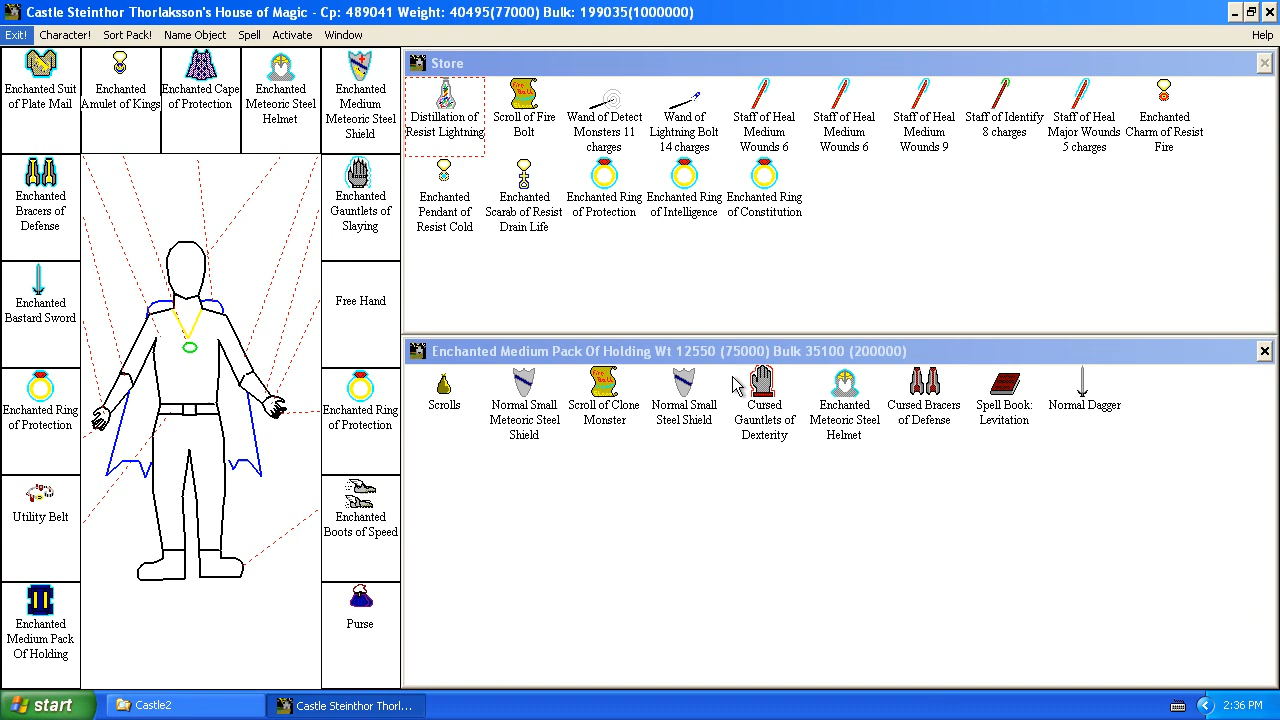 Castle Steinthor Thorlaksson's House of Magic - Cp: 489041 Weight: 40495(77000) Bulk: 199035(1000000)
Exit! Character! Sort Pack! Name Object Spell Activate Window Help
Enchanted Suit
of Plate Mail
Enchanted
Amulet of Kings
Enchanted Cape
of Protection
Enchanted
Meteoric Steel
Helmet
Enchanted
Medium
Meteoric Steel
Shield
Enchanted
Bracers of
Defense
Enchanted
Gauntlets of
Slaying
Enchanted
Bastard Sword
Free Hand
Enchanted Ring
of Protection
Enchanted Ring
of Protection
Utility Belt
Enchanted
Boots of Speed
Enchanted
Medium Pack
Of Holding
Purse
Store
Distillation of
Resist Lightning
Fire
Ball
Scroll of Fire
Bolt
Wand of Detect
Monsters 11
charges
Wand of
Lightning Bolt
14 charges
Staff of Heal
Medium
Wounds 6
Staff of Heal
Medium
Wounds 6
Staff of Heal
Medium
Wounds 9
Staff of Identify
8 charges
Staff of Heal
Major Wounds
5 charges
Enchanted
Charm of Resist
Fire
Enchanted
Pendant of
Resist Cold
Enchanted
Scarab of Resist
Drain Life
Enchanted Ring
of Protection
Enchanted Ring
of Intelligence
Enchanted Ring
of Constitution
Enchanted Medium Pack Of Holding Wt 12550 (75000) Bulk 35100 (200000)
Scrolls
Normal Small
Meteoric Steel
Shield
Fire
Ball
Scroll of Clone
Monster
Normal Small
Steel Shield
Cursed
Gauntlets of
Dexterity
Enchanted
Meteoric Steel
Helmet
Cursed Bracers
of Defense
Spell Book:
Levitation
Normal Dagger
start
Castle2
Castle Steinthor Thorl...
2:36 PM